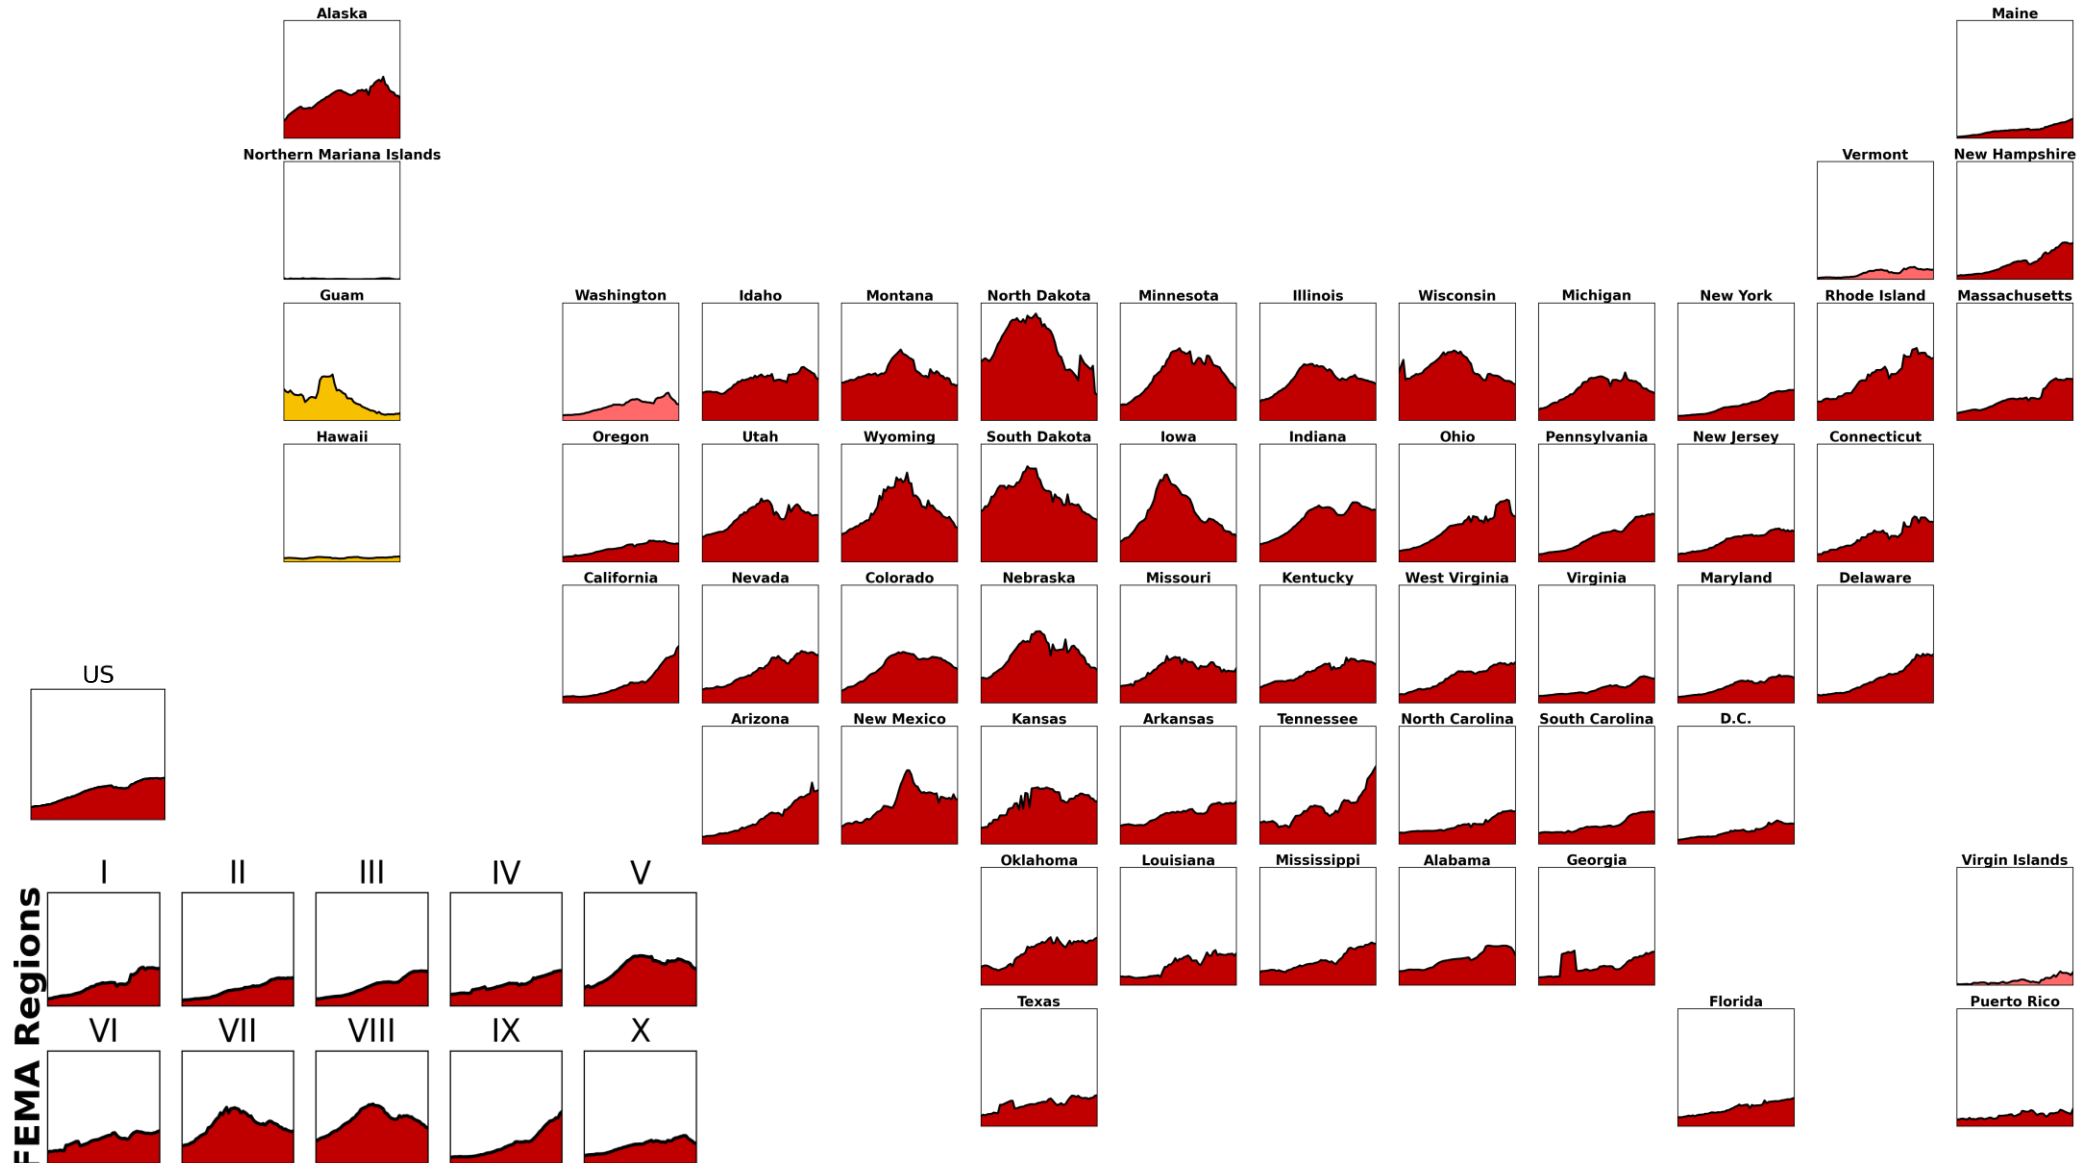 Alaska
Maine
Northern Mariana Islands
Vermont
New Hampshire
Guam
Washington
Idaho
Montana
North Dakota
Minnesota
Illinois
Wisconsin
Michigan
New York
Rhode Island
Massachusetts
Hawaii
Oregon
Utah
Wyoming
South Dakota
Iowa
Indiana
Ohio
Pennsylvania
New Jersey
Connecticut
California
Nevada
Colorado
Nebraska
Missouri
Kentucky
West Virginia
Virginia
Maryland
Delaware
US
Arizona
New Mexico
Kansas
Arkansas
Tennessee
North Carolina
South Carolina
D.C.
Oklahoma
Louisiana
Mississippi
Alabama
Georgia
Virgin Islands
FEMA Regions
I
II
III
IV
V
Texas
Florida
Puerto Rico
VI
VII
VIII
IX
X